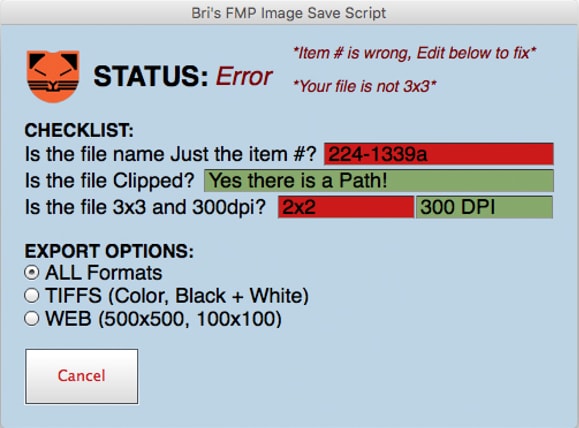 Bri's FMP Image Save Script
STATUS: Error
*Item # is wrong, Edit below to fix*
*Your file is not 3x3*
CHECKLIST:
Is the file name Just the item #? 224-1339a
Is the file Clipped? Yes there is a Path!
Is the file 3x3 and 300dpi? 2x2 300 DPI
EXPORT OPTIONS:
ALL Formats
TIFFS (Color, Black + White)
WEB (500x500, 100x100)
Cancel